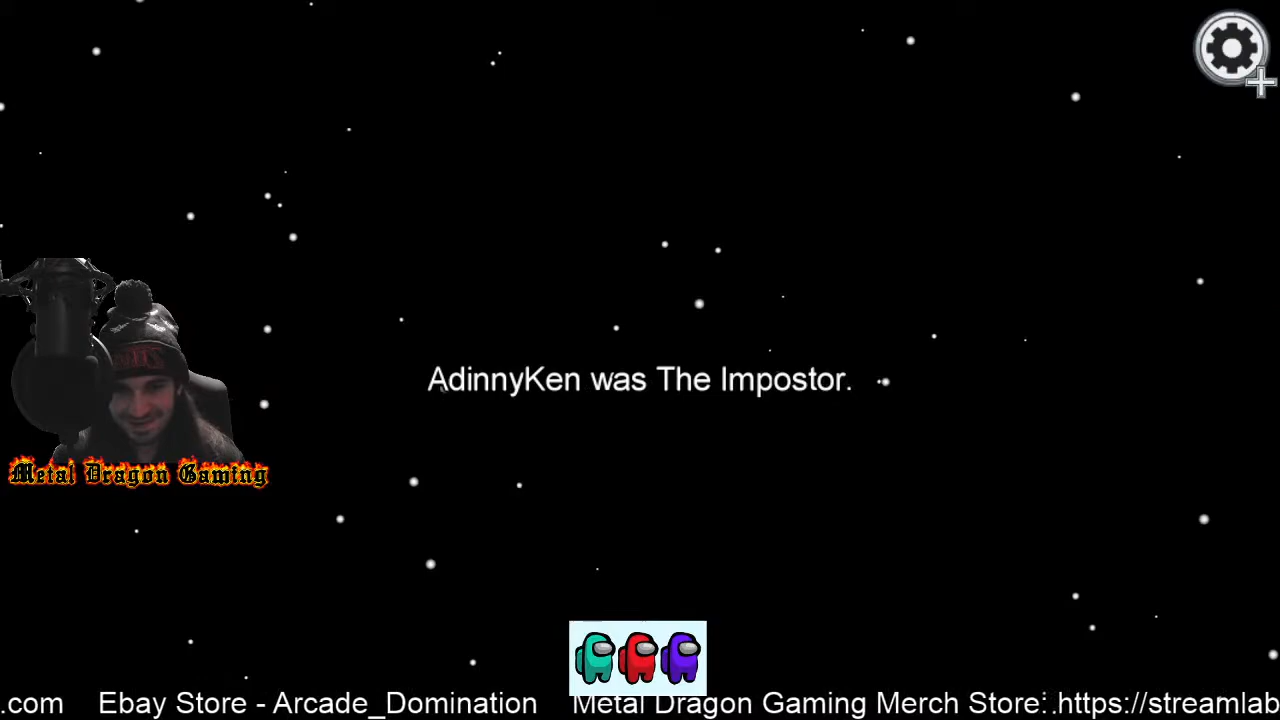 AdinnyKen was The Impostor.
Metal Dragon Gaming
.com Ebay Store - Arcade_Domination Metal Dragon Gaming Merch Store: https://streamlab